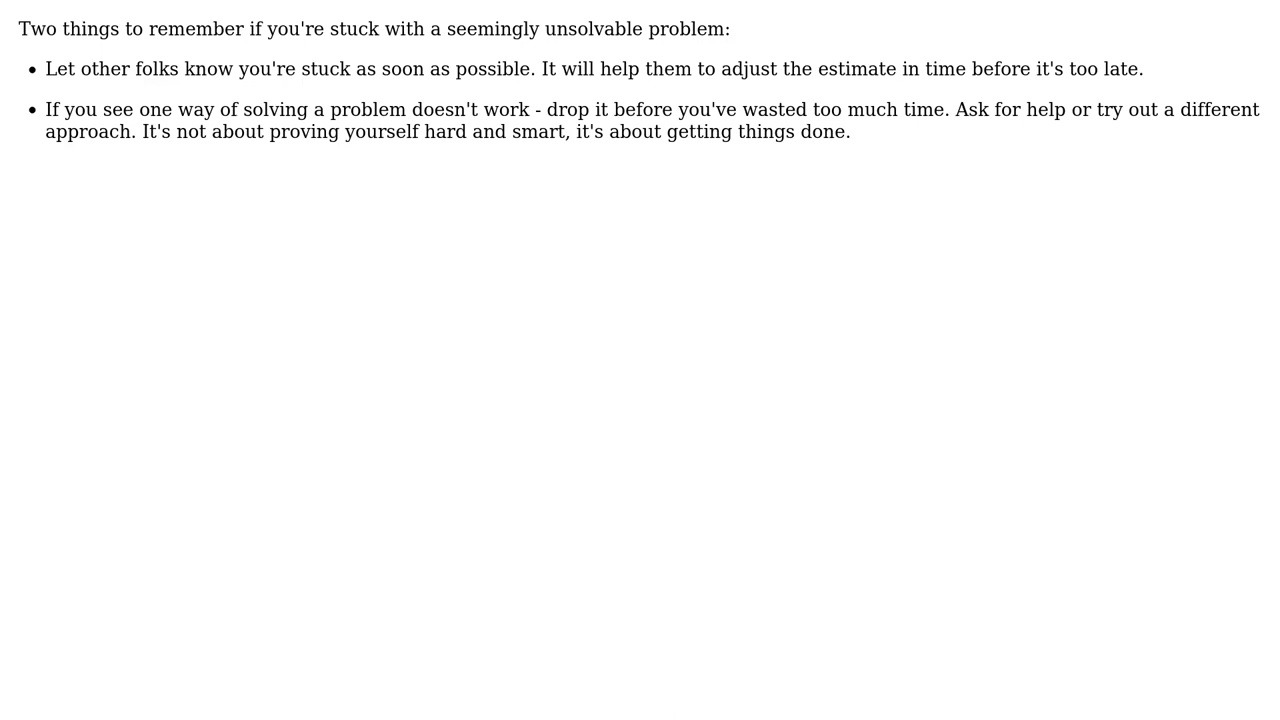 Two things to remember if you're stuck with a seemingly unsolvable problem:
• Let other folks know you're stuck as soon as possible. It will help them to adjust the estimate in time before it's too late.
• If you see one way of solving a problem doesn't work - drop it before you've wasted too much time. Ask for help or try out a different
approach. It's not about proving yourself hard and smart, it's about getting things done.